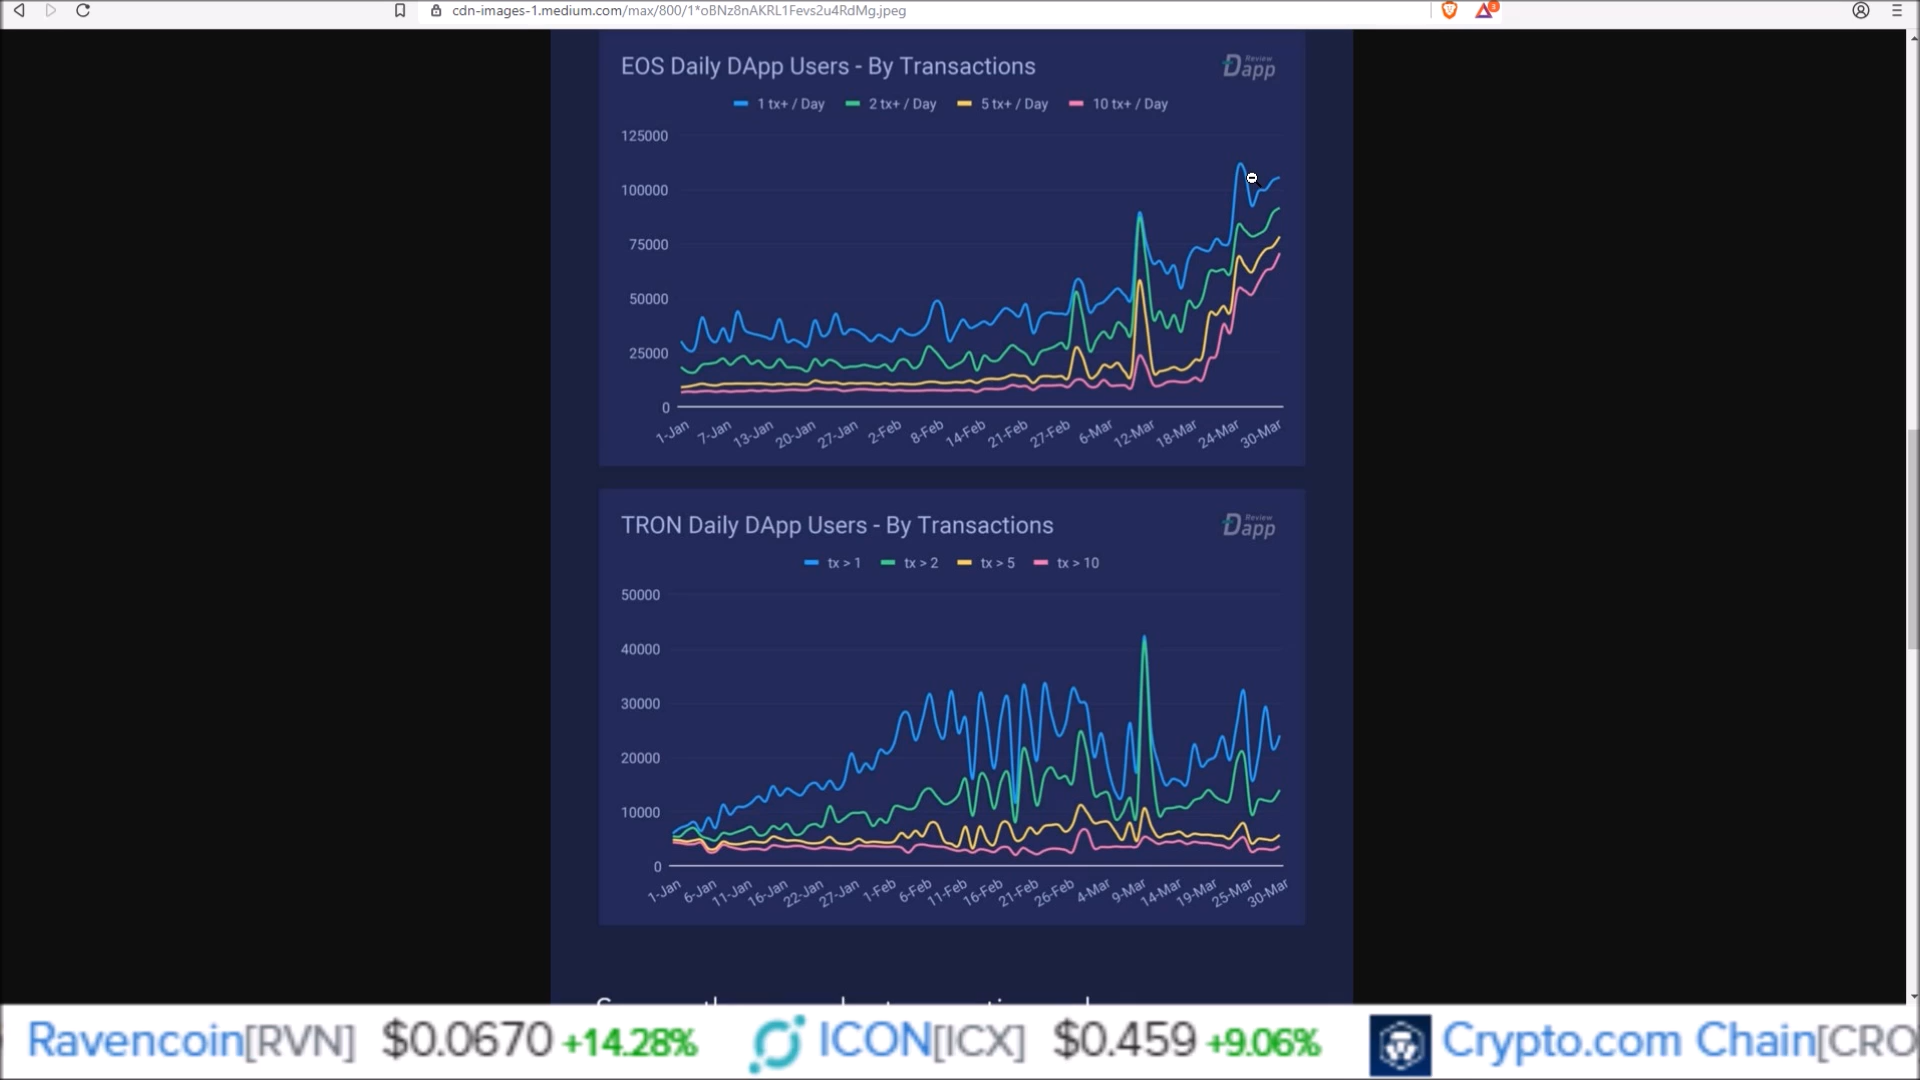 cdn-images-1.medium.com/max/800/1*oBNz8nAKRL1Fevs2u4RdMg.jpeg
3
EOS Daily DApp Users - By Transactions
Review
Dapp
1 tx+ / Day 2 tx+ / Day 5 tx+ / Day 10 tx+ / Day
125000
100000
75000
50000
25000
0
1-Jan 7-Jan 13-Jan 20-Jan 27-Jan 2-Feb 8-Feb 14-Feb 21-Feb 27-Feb 6-Mar 12-Mar 18-Mar 24-Mar 30-Mar
TRON Daily DApp Users - By Transactions
Review
Dapp
tx > 1 tx > 2 tx > 5 tx > 10
50000
40000
30000
20000
10000
0
1-Jan 6-Jan 11-Jan 16-Jan 22-Jan 27-Jan 1-Feb 6-Feb 11-Feb 16-Feb 21-Feb 26-Feb 4-Mar 9-Mar 14-Mar 19-Mar 25-Mar 30-Mar
Ravencoin[RVN] $0.0670 +14.28% ICON[ICX] $0.459 +9.06% Crypto.com Chain[CRO